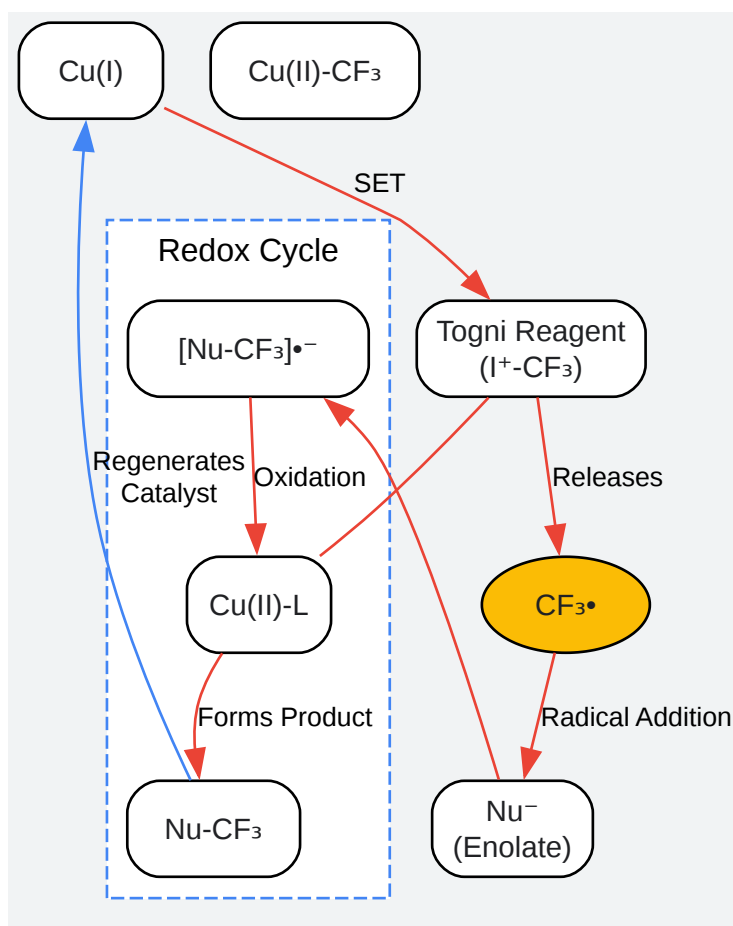 Cu(I)
Cu(II)-CF₃
SET
Redox Cycle
[Nu-CF₃]•⁻
Togni Reagent
(I⁺-CF₃)
Regenerates
Catalyst
Oxidation
Releases
Cu(II)-L
CF₃•
Forms Product
Radical Addition
Nu-CF₃
Nu⁻
(Enolate)